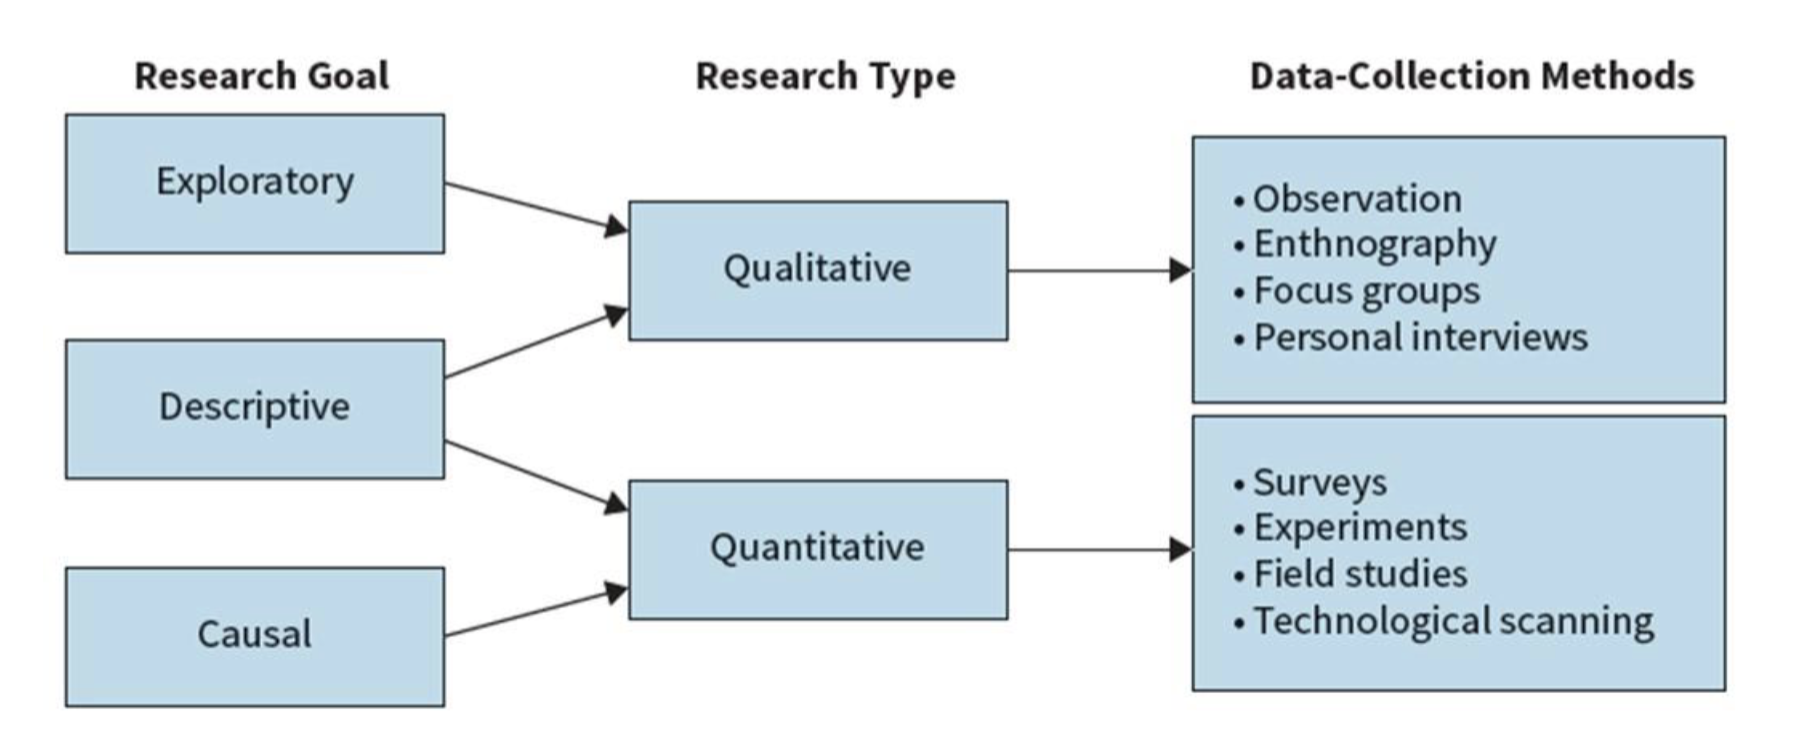 Research Goal
Research Type
Data-Collection Methods
Exploratory
Descriptive
Causal
Qualitative
Quantitative
• Observation
• Enthnography
• Focus groups
• Personal interviews
• Surveys
• Experiments
• Field studies
• Technological scanning